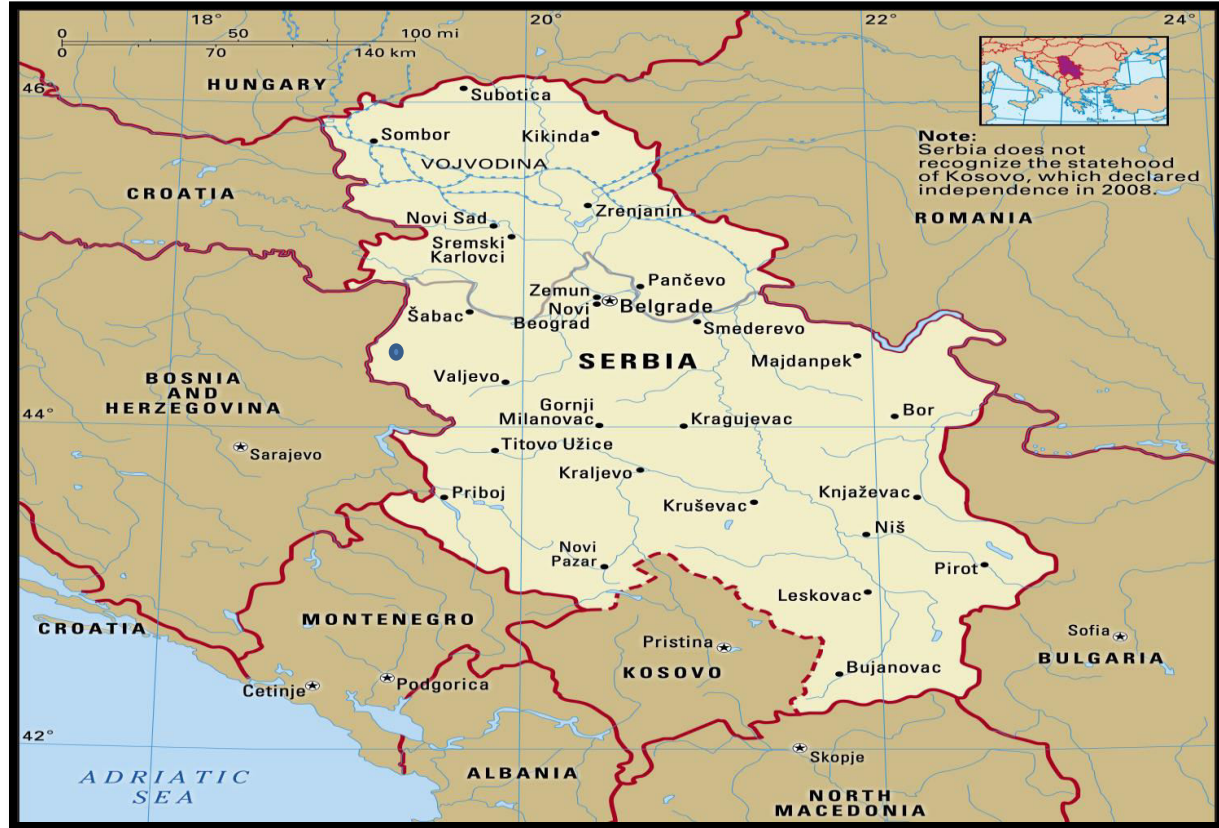 18°
20°
22°
24°
0 50 100 mi
0 70 140 km
HUNGARY
46°
Subotica
Sombor
Kikinda
VOJVODINA
Note:
Serbia does not
recognize the statehood
of Kosovo, which declared
independence in 2008.
CROATIA
ROMANIA
Novi Sad
Zrenjanin
Sremski
Karlovci
Pančevo
Zemun
Novi
Beograd
Belgrade
Šabac
Smederevo
SERBIA
Majdanpek
Valjevo
BOSNIA
AND
HERZEGOVINA
44°
Gornji
Milanovac
Kragujevac
Bor
Sarajevo
Titovo Užice
Kraljevo
Priboj
Kruševac
Knjaževac
Niš
Novi
Pazar
Pirot
Leskovac
MONTENEGRO
CROATIA
Pristina
KOSOVO
Sofia
BULGARIA
Bujanovac
Cetinje
Podgorica
42°
Skopje
ADRIATIC
SEA
ALBANIA
NORTH
MACEDONIA